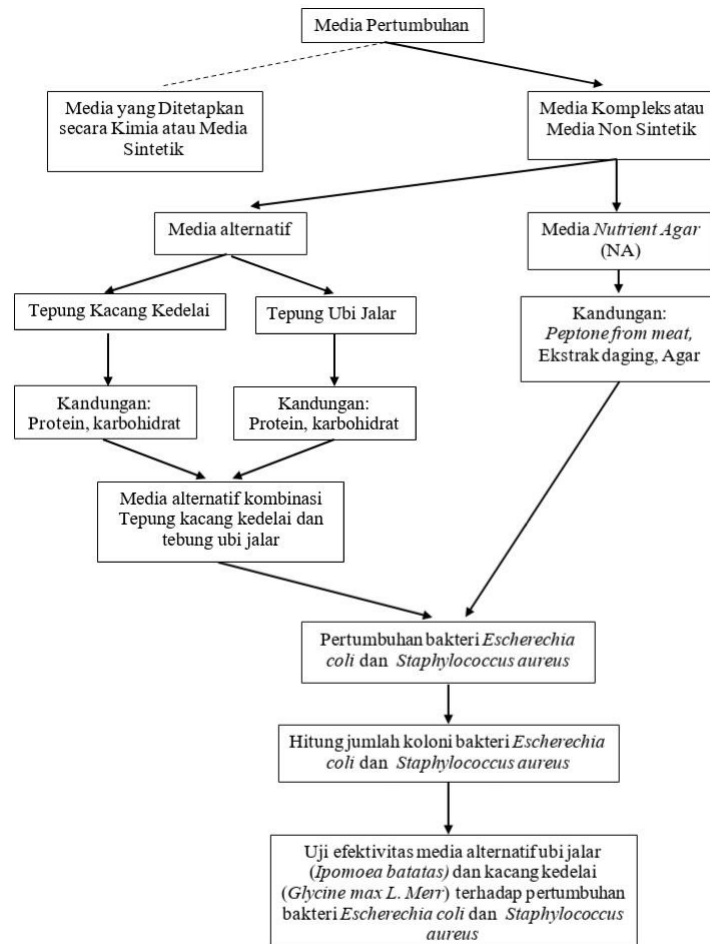 Media Pertumbuhan
Media yang Ditetapkan
secara Kimia atau Media
Sintetik
Media Kompleks atau
Media Non Sintetik
Media alternatif
Media Nutrient Agar
(NA)
Tepung Kacang Kedelai
Tepung Ubi Jalar
Kandungan:
Peptone from meat,
Ekstrak daging, Agar
Kandungan:
Protein, karbohidrat
Kandungan:
Protein, karbohidrat
Media alternatif kombinasi
Tepung kacang kedelai dan
tebung ubi jalar
Pertumbuhan bakteri Escherechia
coli dan Staphylococcus aureus
Hitung jumlah koloni bakteri Escherechia
coli dan Staphylococcus aureus
Uji efektivitas media alternatif ubi jalar
(Ipomoea batatas) dan kacang kedelai
(Glycine max L. Merr) terhadap pertumbuhan
bakteri Escherechia coli dan Staphylococcus
aureus